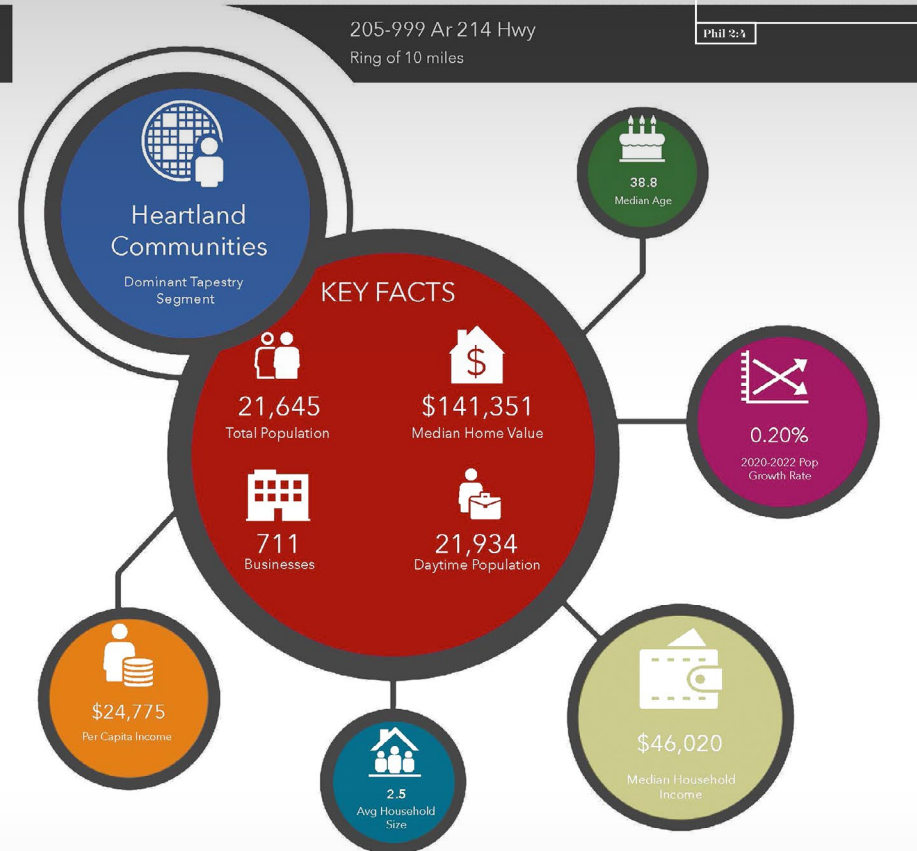 205-999 Ar 214 Hwy
Ring of 10 miles
Phil 2:4
Heartland
Communities
Dominant Tapestry
Segment
38.8
Median Age
KEY FACTS
$
21,645
Total Population
$141,351
Median Home Value
711
Businesses
21,934
Daytime Population
0.20%
2020-2022 Pop
Growth Rate
$24,775
Per Capita Income
2.5
Avg Household
Size
$46,020
Median Household
Income